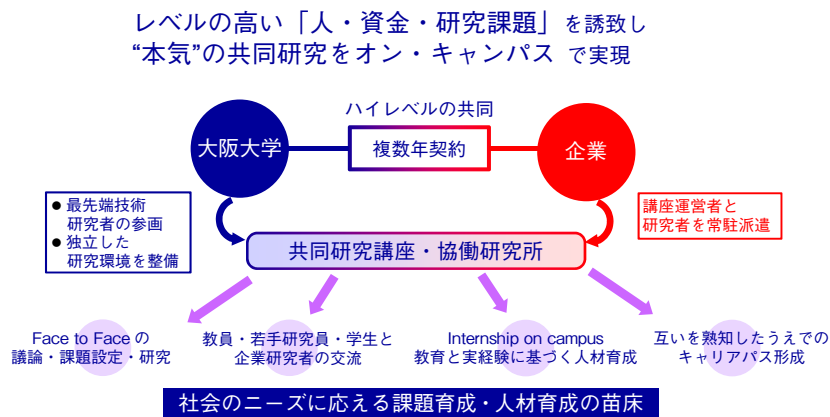 レベルの高い「人・資金・研究課題」を誘致し
“本気”の共同研究をオン・キャンパス で実現
ハイレベルの共同
大阪大学
複数年契約
企業
● 最先端技術
研究者の参画
● 独立した
研究環境を整備
講座運営者と
研究者を常駐派遣
共同研究講座・協働研究所
Face to Face の
議論・課題設定・研究
教員・若手研究員・学生と
企業研究者の交流
Internship on campus
教育と実経験に基づく人材育成
互いを熟知したうえでの
キャリアパス形成
社会のニーズに応える課題育成・人材育成の苗床